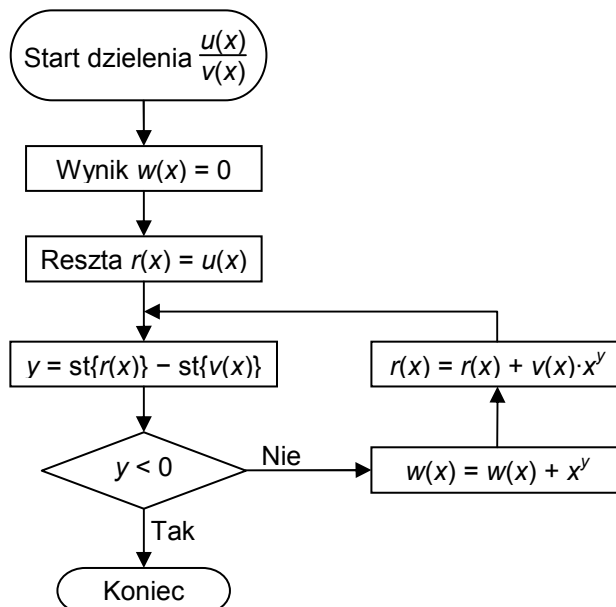 Start dzielenia u(x)/v(x)
Wynik w(x) = 0
Reszta r(x) = u(x)
y = st{r(x)} − st{v(x)}
r(x) = r(x) + v(x)·x^y
y < 0
Nie
w(x) = w(x) + x^y
Tak
Koniec